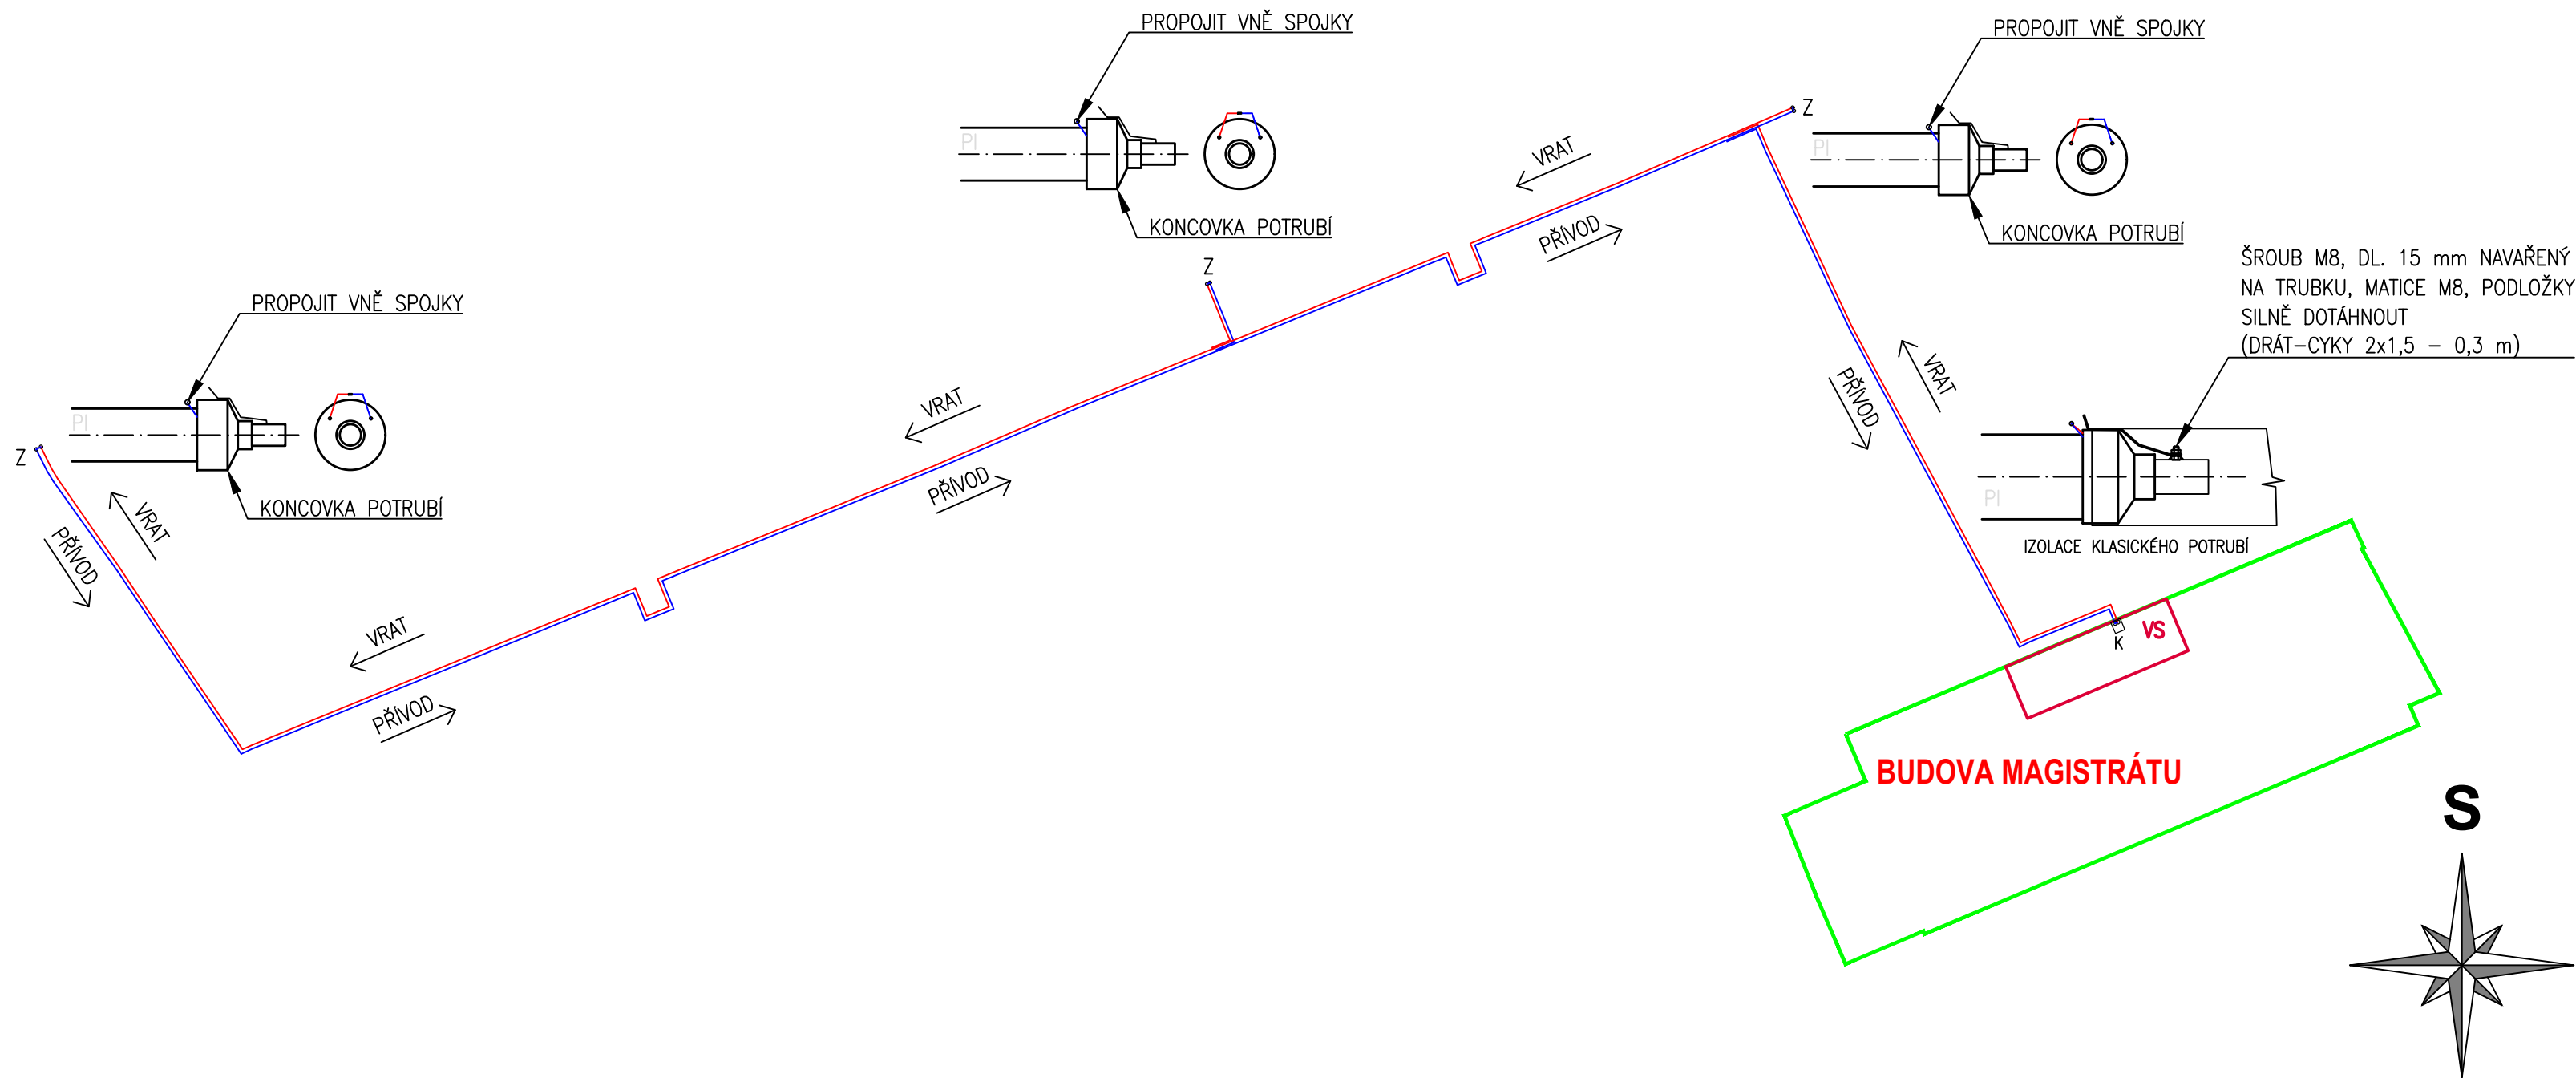 PROPOJIT VNĚ SPOJKY
PI
KONCOVKA POTRUBÍ
Z
PROPOJIT VNĚ SPOJKY
PI
KONCOVKA POTRUBÍ
Z
VRAT
PŘÍVOD
ŠROUB M8, DL. 15 mm NAVAŘENÝ
NA TRUBKU, MATICE M8, PODLOŽKY
SILNĚ DOTÁHNOUT
(DRÁT-CYKY 2x1,5 - 0,3 m)
Z
PROPOJIT VNĚ SPOJKY
PI
KONCOVKA POTRUBÍ
Z
VRAT
PŘÍVOD
VRAT
PŘÍVOD
VRAT
PŘÍVOD
VRAT
PŘÍVOD
PI
IZOLACE KLASICKÉHO POTRUBÍ
VS
K
BUDOVA MAGISTRÁTU
S